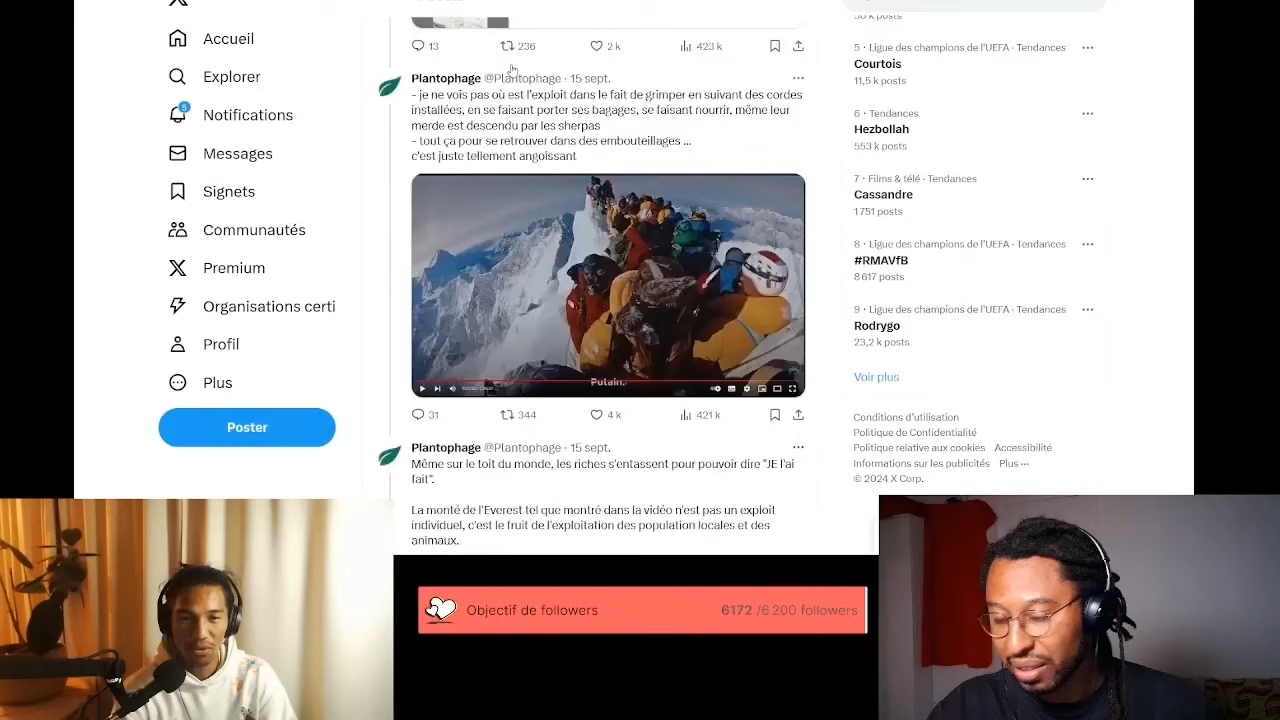 Accueil
Explorer
5
Notifications
Messages
Signets
Communautés
Premium
Organisations certi
Profil
Plus
Poster
13
236
2 k
423 k
Plantophage @Plantophage · 15 sept.
- je ne vois pas où est l'exploit dans le fait de grimper en suivant des cordes
installées, en se faisant porter ses bagages, se faisant nourrir, même leur
merde est descendu par les sherpas
- tout ça pour se retrouver dans des embouteillages ...
c'est juste tellement angoissant
Putain.
31
344
4 k
421 k
Plantophage @Plantophage · 15 sept.
Même sur le toit du monde, les riches s'entassent pour pouvoir dire "JE l'ai
fait".
La monté de l'Everest tel que montré dans la vidéo n'est pas un exploit
individuel, c'est le fruit de l'exploitation des population locales et des
animaux.
50 k posts
5 · Ligue des champions de l'UEFA · Tendances
Courtois
11,5 k posts
6 · Tendances
Hezbollah
553 k posts
7 · Films & télé · Tendances
Cassandre
1 751 posts
8 · Ligue des champions de l'UEFA · Tendances
#RMAVfB
8 617 posts
9 · Ligue des champions de l'UEFA · Tendances
Rodrygo
23,2 k posts
Voir plus
Conditions d'utilisation
Politique de Confidentialité
Politique relative aux cookies Accessibilité
Informations sur les publicités Plus ···
© 2024 X Corp.
Objectif de followers 6172 /6 200 followers